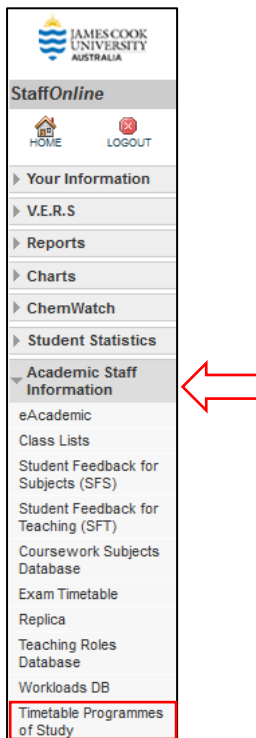 JAMES COOK
UNIVERSITY
AUSTRALIA
StaffOnline
HOME LOGOUT
Your Information
V.E.R.S
Reports
Charts
ChemWatch
Student Statistics
Academic Staff
Information
eAcademic
Class Lists
Student Feedback for
Subjects (SFS)
Student Feedback for
Teaching (SFT)
Coursework Subjects
Database
Exam Timetable
Replica
Teaching Roles
Database
Workloads DB
Timetable Programmes
of Study